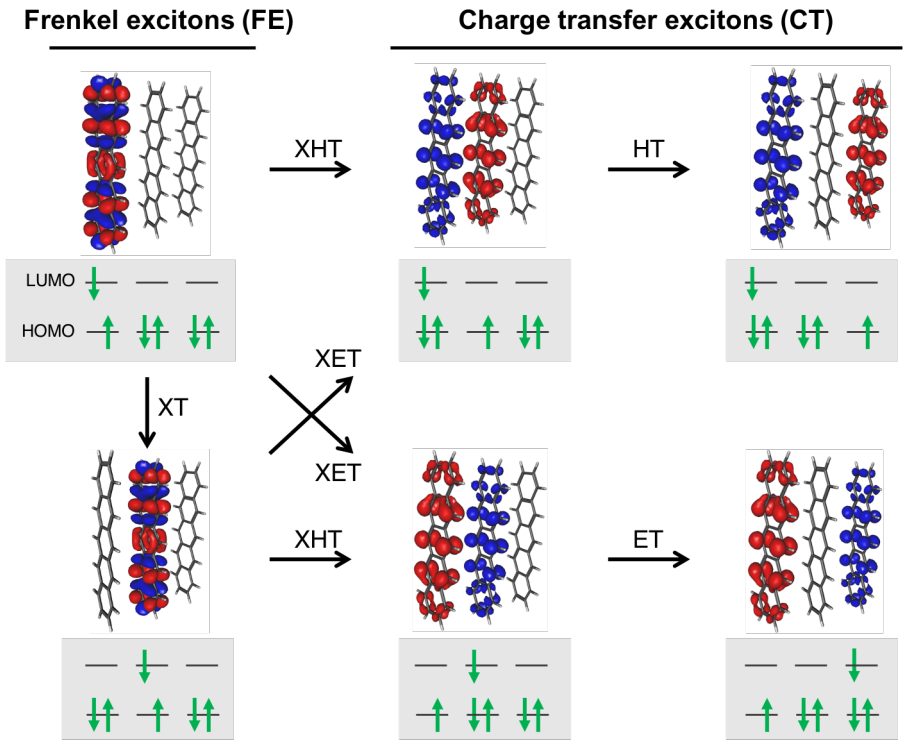 Frenkel excitons (FE)
Charge transfer excitons (CT)
XHT
HT
LUMO
HOMO
XT
XET
XET
XHT
ET